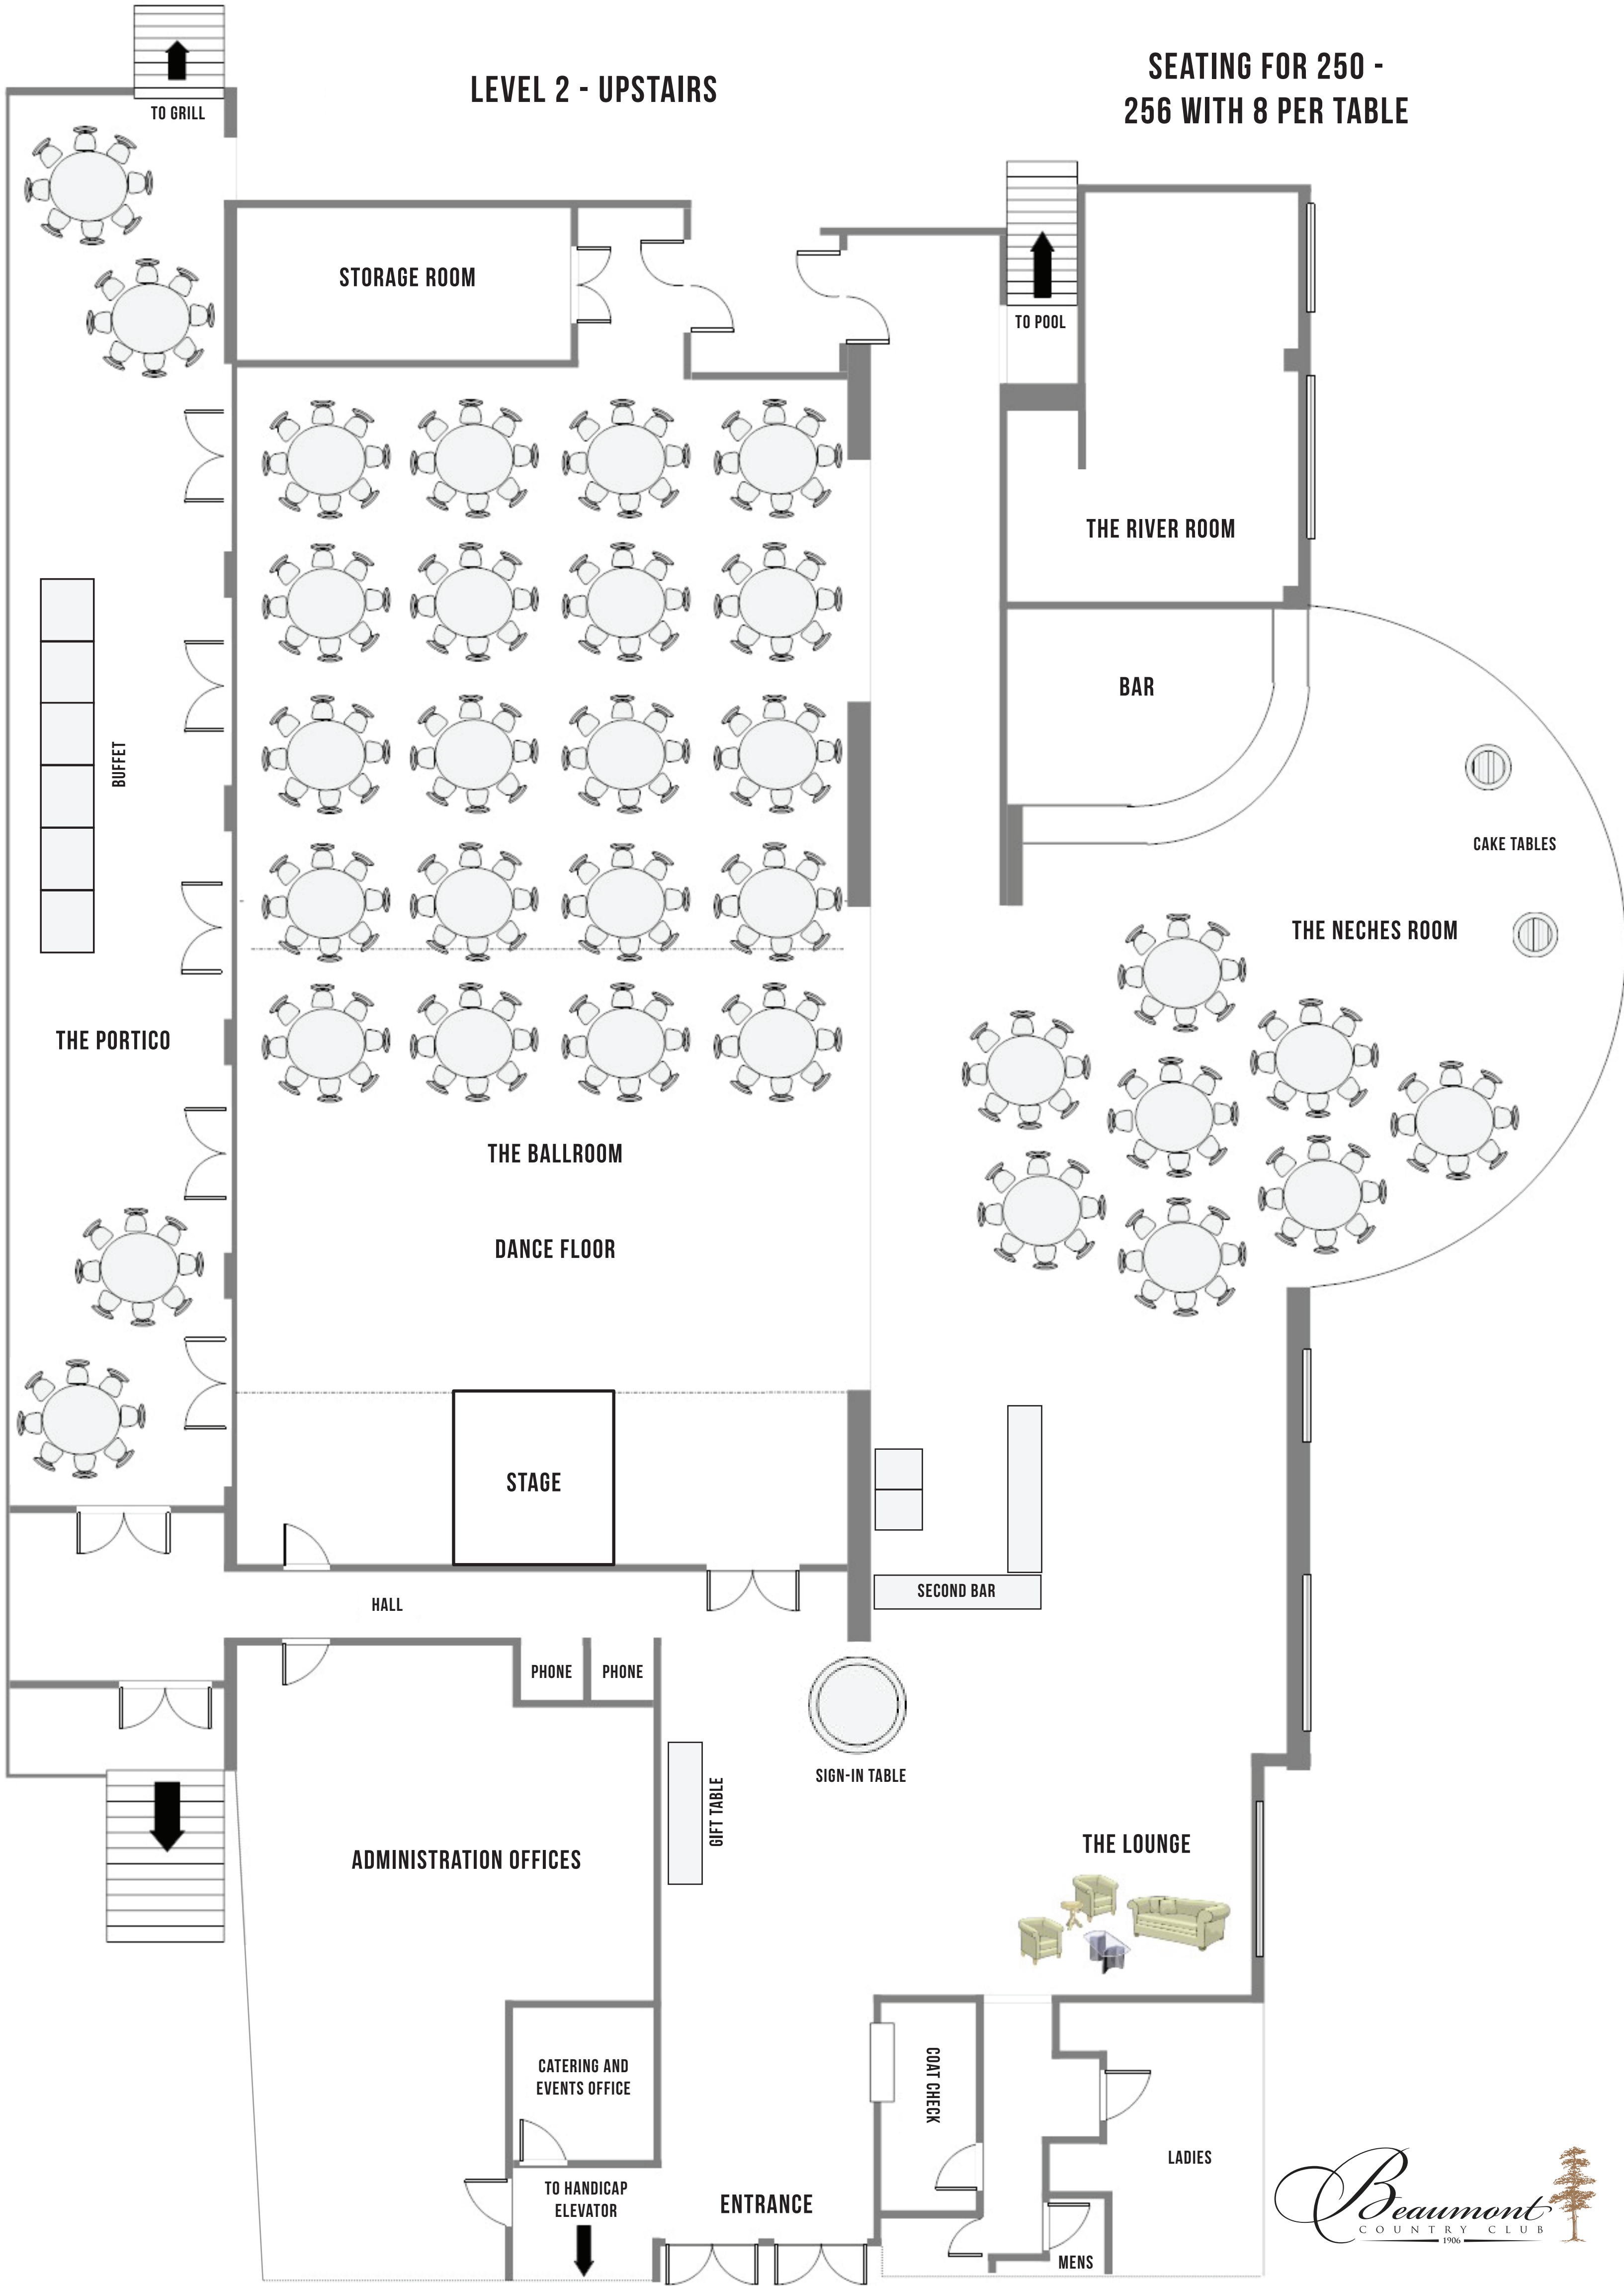 LEVEL 2 - UPSTAIRS
SEATING FOR 250 -
256 WITH 8 PER TABLE
TO GRILL
STORAGE ROOM
TO POOL
THE RIVER ROOM
BAR
BUFFET
CAKE TABLES
THE NECHES ROOM
THE PORTICO
THE BALLROOM
DANCE FLOOR
STAGE
SECOND BAR
HALL
PHONE
PHONE
SIGN-IN TABLE
GIFT TABLE
THE LOUNGE
ADMINISTRATION OFFICES
CATERING AND
EVENTS OFFICE
COAT CHECK
LADIES
TO HANDICAP
ELEVATOR
ENTRANCE
MENS
Beaumont
COUNTRY CLUB
1906